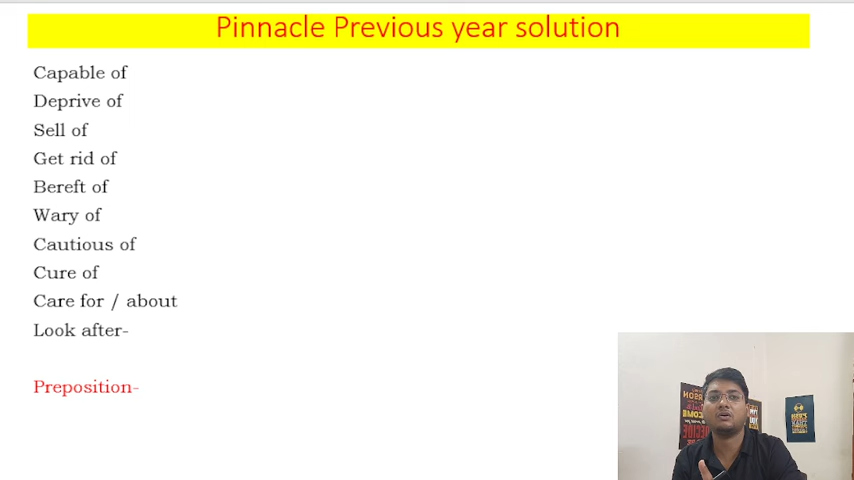 Pinnacle Previous year solution
Capable of
Deprive of
Sell of
Get rid of
Bereft of
Wary of
Cautious of
Cure of
Care for / about
Look after-
Preposition-